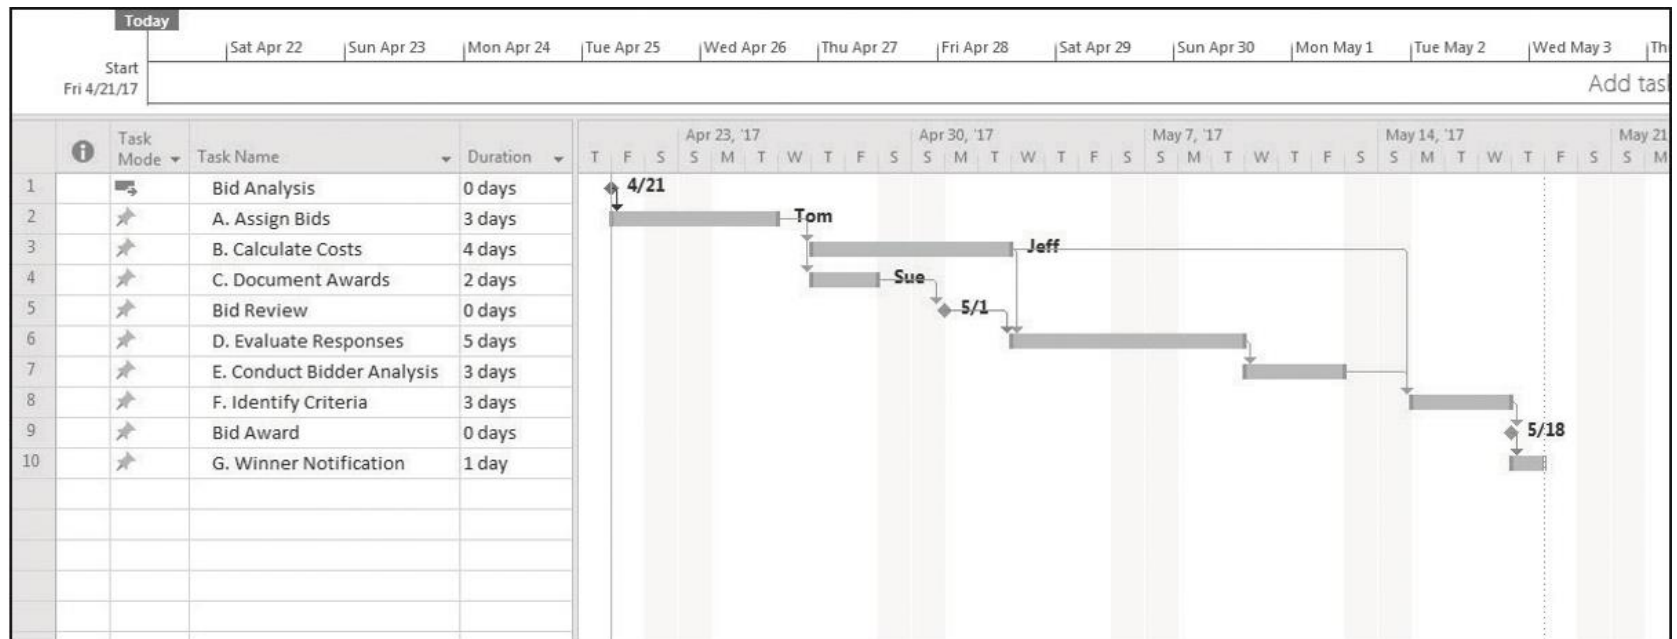 Today
Sat Apr 22 Sun Apr 23 Mon Apr 24 Tue Apr 25 Wed Apr 26 Thu Apr 27 Fri Apr 28 Sat Apr 29 Sun Apr 30 Mon May 1 Tue May 2 Wed May 3 Th
Start
Fri 4/21/17
Add tas
Task Mode Task Name Duration
Apr 23, '17 Apr 30, '17 May 7, '17 May 14, '17 May 21
T F S S M T W T F S S M T W T F S S M T W T F S S M T W T F S S M
1 Bid Analysis 0 days 4/21
2 A. Assign Bids 3 days Tom
3 B. Calculate Costs 4 days Jeff
4 C. Document Awards 2 days Sue
5 Bid Review 0 days 5/1
6 D. Evaluate Responses 5 days
7 E. Conduct Bidder Analysis 3 days
8 F. Identify Criteria 3 days
9 Bid Award 0 days 5/18
10 G. Winner Notification 1 day